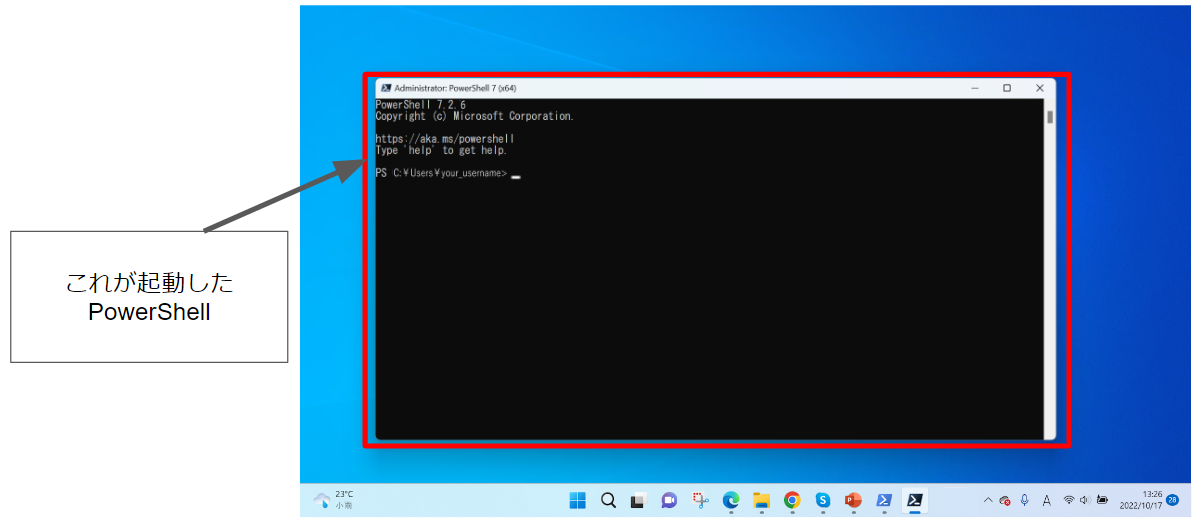 Administrator: PowerShell 7 (x64)
PowerShell 7.2.6
Copyright (c) Microsoft Corporation.
https://aka.ms/powershell
Type 'help' to get help.
PS C:¥Users¥your_username>
これが起動した
PowerShell
23°C
小雨
A
13:26
2022/10/17
28